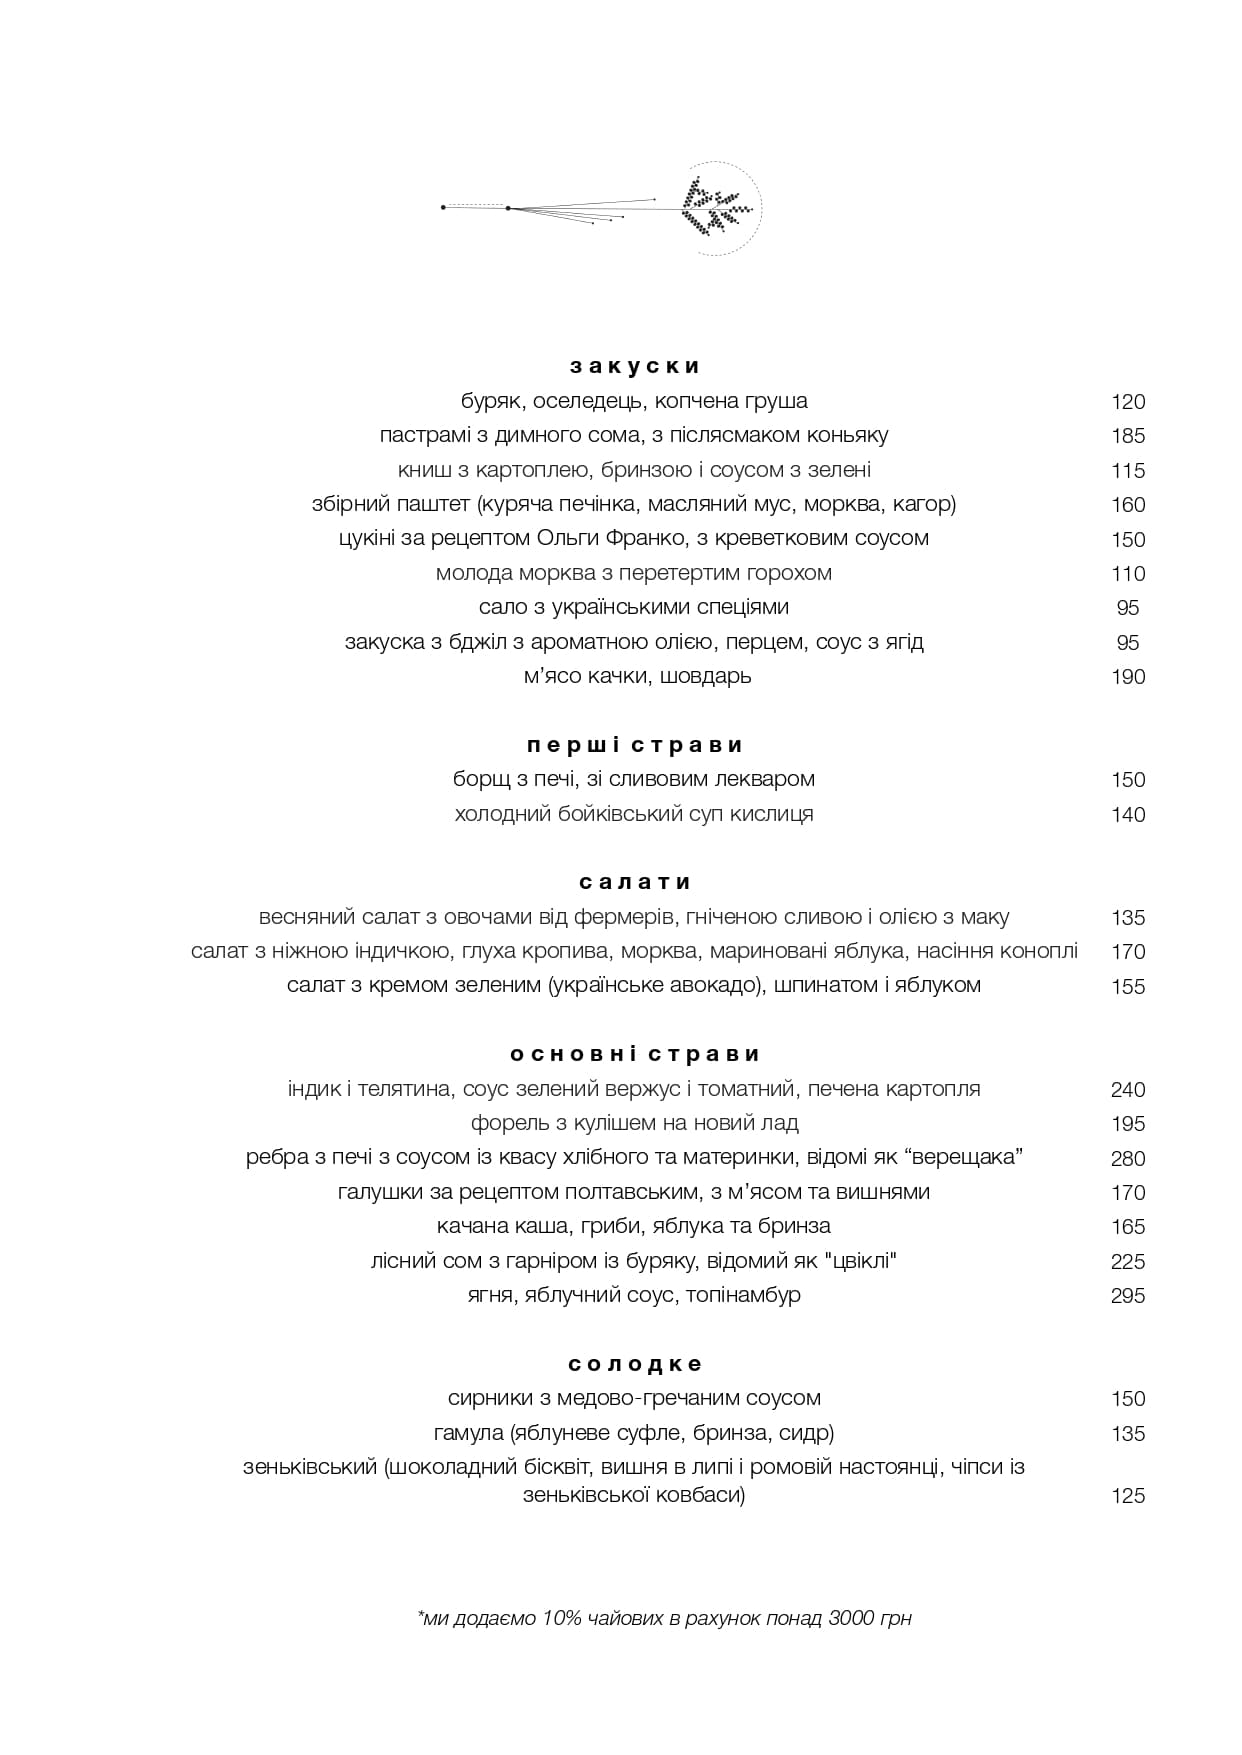 закуски
буряк, оселедець, копчена груша 120
пастрамі з димного сома, з післясмаком коньяку 185
книш з картоплею, бринзою і соусом з зелені 115
збірний паштет (куряча печінка, масляний мус, морква, кагор) 160
цукіні за рецептом Ольги Франко, з креветковим соусом 150
молода морква з перетертим горохом 110
сало з українськими спеціями 95
закуска з бджіл з ароматною олією, перцем, соус з ягід 95
м’ясо качки, шовдарь 190
перші страви
борщ з печі, зі сливовим лекваром 150
холодний бойківський суп кислиця 140
салати
весняний салат з овочами від фермерів, гніченою сливою і олією з маку 135
салат з ніжною індичкою, глуха кропива, морква, мариновані яблука, насіння коноплі 170
салат з кремом зеленим (українське авокадо), шпинатом і яблуком 155
основні страви
індик і телятина, соус зелений вержус і томатний, печена картопля 240
форель з кулішем на новий лад 195
ребра з печі з соусом із квасу хлібного та материнки, відомі як “верещака” 280
галушки за рецептом полтавським, з м’ясом та вишнями 170
качана каша, гриби, яблука та бринза 165
лісний сом з гарніром із буряку, відомий як "цвіклі" 225
ягня, яблучний соус, топінамбур 295
солодке
сирники з медово-гречаним соусом 150
гамула (яблуневе суфле, бринза, сидр) 135
зеньківський (шоколадний бісквіт, вишня в липі і ромовій настоянці, чіпси із
зеньківської ковбаси) 125
*ми додаємо 10% чайових в рахунок понад 3000 грн